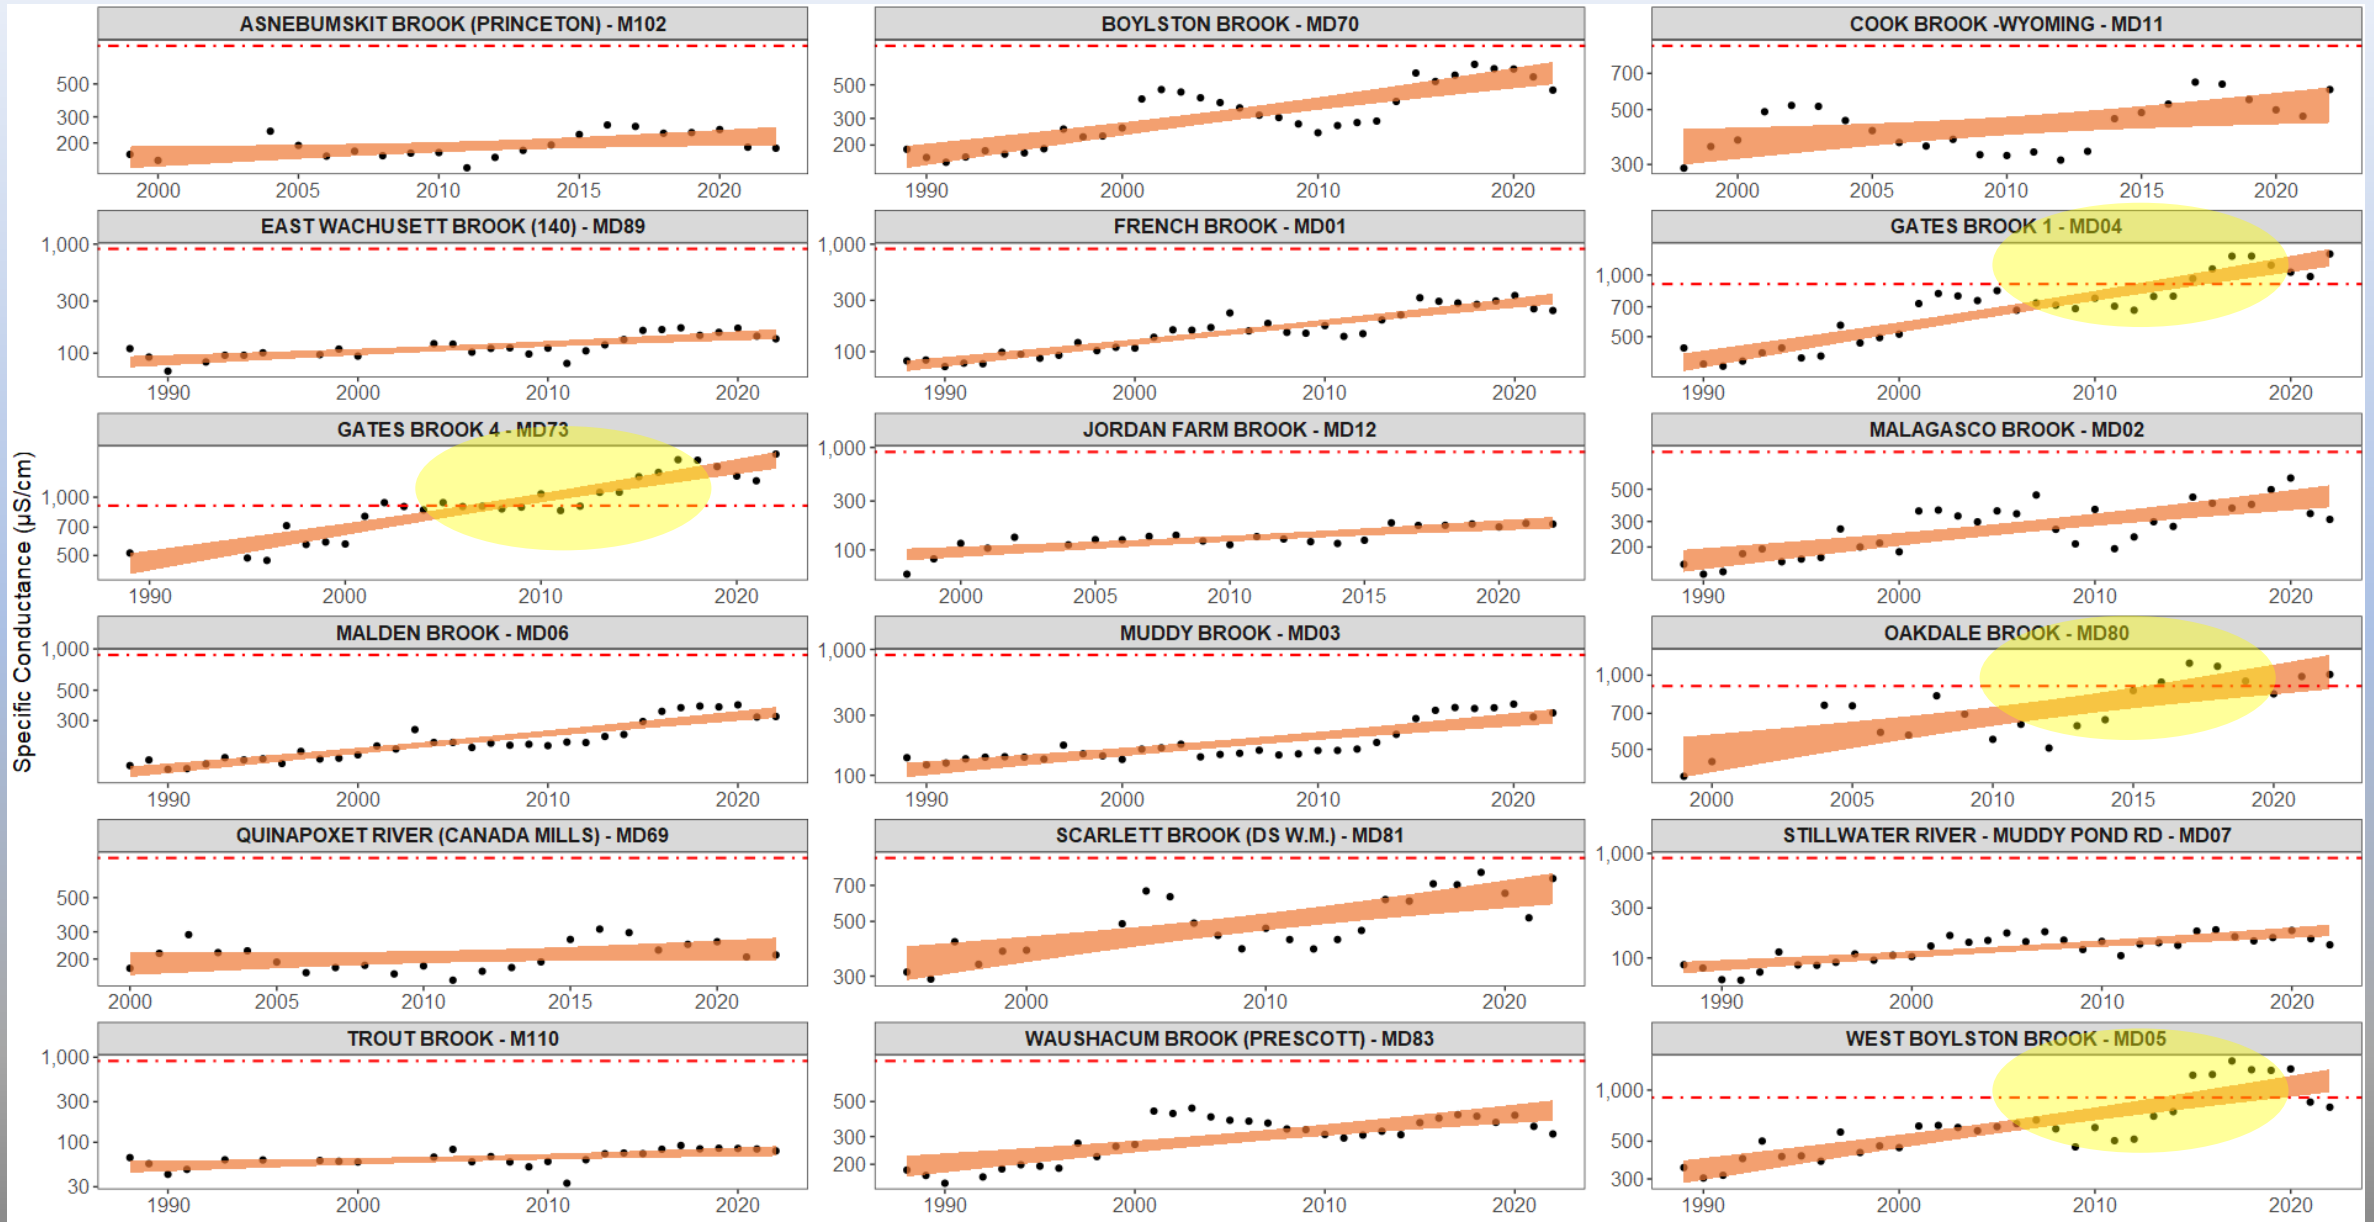 Specific Conductance (µS/cm)
ASNEBUMSKIT BROOK (PRINCETON) - M102
500
300
200
2000 2005 2010 2015 2020
BOYLSTON BROOK - MD70
500
300
200
1990 2000 2010 2020
COOK BROOK -WYOMING - MD11
700
500
300
2000 2005 2010 2015 2020
EAST WACHUSETT BROOK (140) - MD89
1,000
300
100
1990 2000 2010 2020
FRENCH BROOK - MD01
1,000
300
100
1990 2000 2010 2020
GATES BROOK 1 - MD04
1,000
700
500
1990 2000 2010 2020
GATES BROOK 4 - MD73
1,000
700
500
1990 2000 2010 2020
JORDAN FARM BROOK - MD12
1,000
300
100
2000 2005 2010 2015 2020
MALAGASCO BROOK - MD02
500
300
200
1990 2000 2010 2020
MALDEN BROOK - MD06
1,000
500
300
1990 2000 2010 2020
MUDDY BROOK - MD03
1,000
300
100
1990 2000 2010 2020
OAKDALE BROOK - MD80
1,000
700
500
2000 2005 2010 2015 2020
QUINAPOXET RIVER (CANADA MILLS) - MD69
500
300
200
2000 2005 2010 2015 2020
SCARLETT BROOK (DS W.M.) - MD81
700
500
300
2000 2010 2020
STILLWATER RIVER - MUDDY POND RD - MD07
1,000
300
100
1990 2000 2010 2020
TROUT BROOK - M110
1,000
300
100
30
1990 2000 2010 2020
WAUSHACUM BROOK (PRESCOTT) - MD83
500
300
200
1990 2000 2010 2020
WEST BOYLSTON BROOK - MD05
1,000
500
300
1990 2000 2010 2020